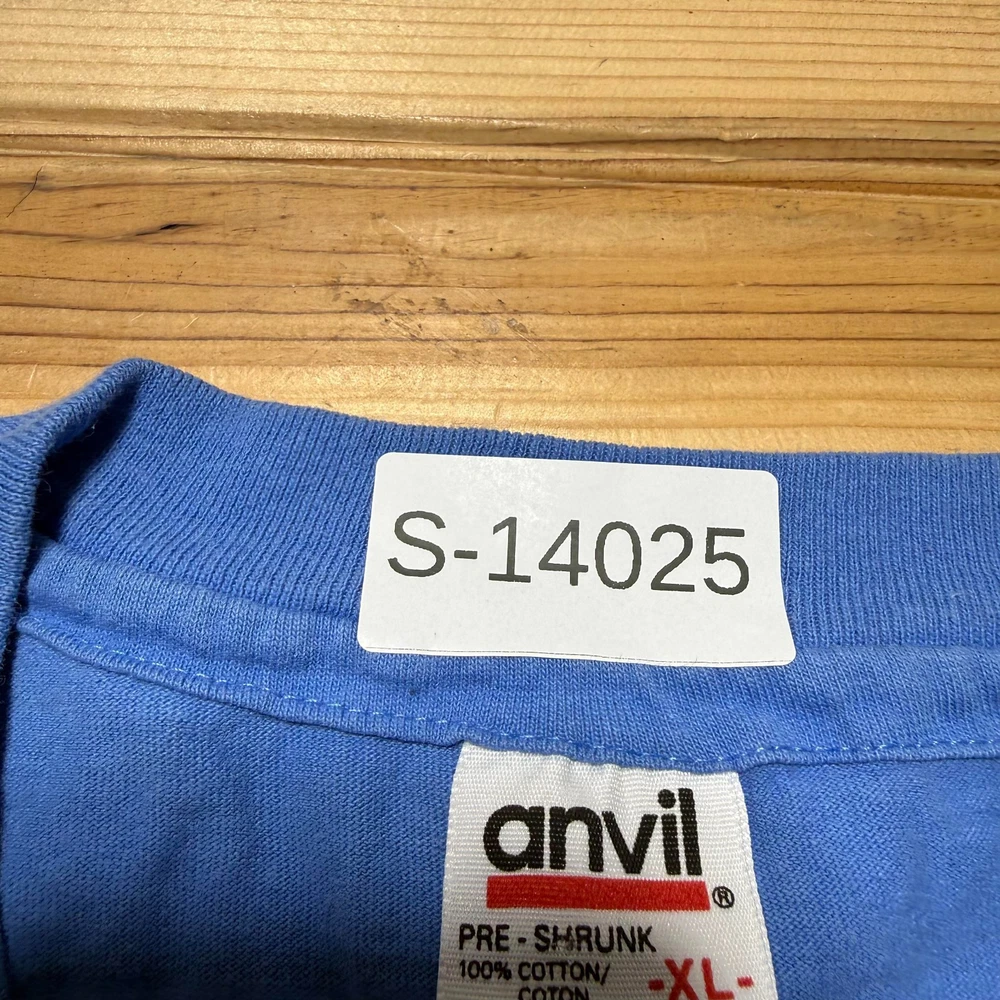 S-14025
anvil®
PRE - SHRUNK
100% COTTON/
COTON
-XL-